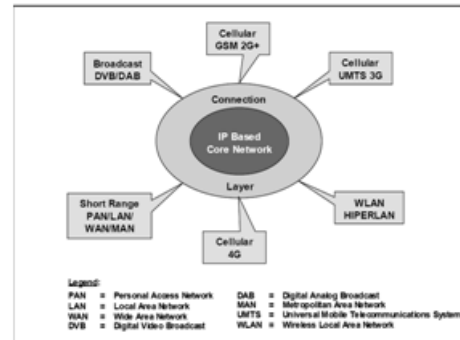 Cellular
GSM 2G+
Broadcast
DVB/DAB
Cellular
UMTS 3G
Connection
IP Based
Core Network
Layer
Short Range
PAN/LAN/
WAN/MAN
Cellular
4G
WLAN
HIPERLAN
Legend:
PAN = Personal Access Network
LAN = Local Area Network
WAN = Wide Area Network
DVB = Digital Video Broadcast
DAB = Digital Analog Broadcast
MAN = Metropolitan Area Network
UMTS = Universal Mobile Telecommunications System
WLAN = Wireless Local Area Network